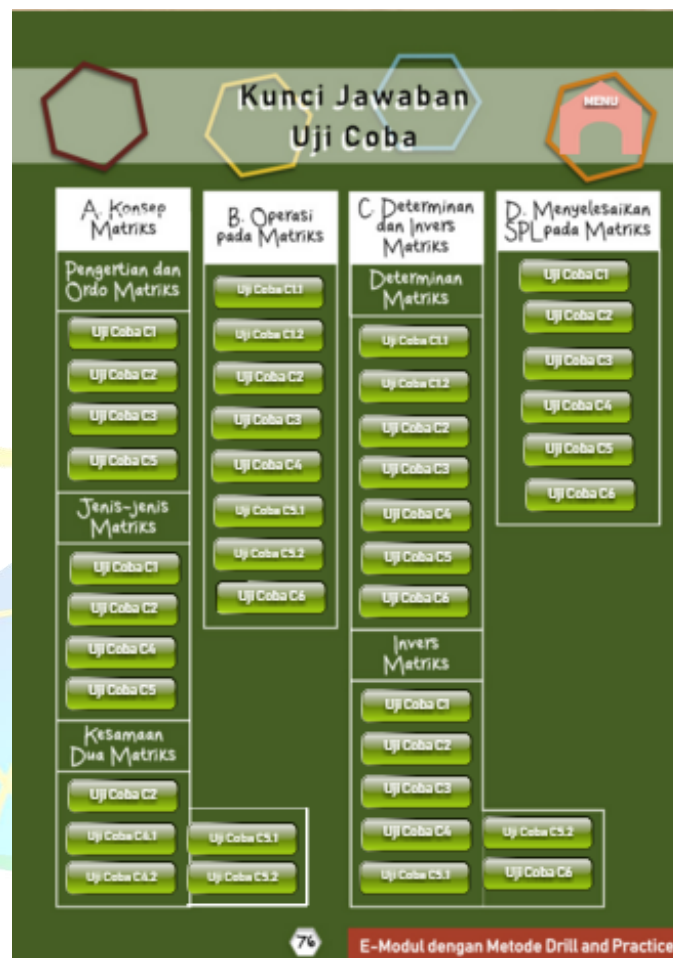 Kunci Jawaban
Uji Coba
MENU
A. Konsep
Matriks
Pengertian dan
Ordo Matriks
Uji Coba C1
Uji Coba C2
Uji Coba C3
Uji Coba C5
Jenis-jenis
Matriks
Uji Coba C1
Uji Coba C2
Uji Coba C4
Uji Coba C5
Kesamaan
Dua Matriks
Uji Coba C2
Uji Coba C4.1
Uji Coba C4.2
Uji Coba C5.1
Uji Coba C5.2
B. Operasi
pada Matriks
Uji Coba C1.1
Uji Coba C1.2
Uji Coba C2
Uji Coba C3
Uji Coba C4
Uji Coba C5.1
Uji Coba C5.2
Uji Coba C6
C. Determinan
dan Invers
Matriks
Determinan
Matriks
Uji Coba C1.1
Uji Coba C1.2
Uji Coba C2
Uji Coba C3
Uji Coba C4
Uji Coba C5
Uji Coba C6
Invers
Matriks
Uji Coba C1
Uji Coba C2
Uji Coba C3
Uji Coba C4
Uji Coba C5.1
Uji Coba C5.2
Uji Coba C6
D. Menyelesaikan
SPL pada Matriks
Uji Coba C1
Uji Coba C2
Uji Coba C3
Uji Coba C4
Uji Coba C5
Uji Coba C6
76
E-Modul dengan Metode Drill and Practice